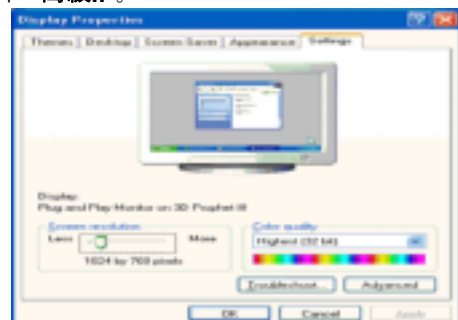 Display Properties
Themes Desktop Screen Saver Appearance Settings
Display:
Plug and Play Monitor on 3D Prophet III
Screen resolution
Less More
1024 by 768 pixels
Color quality
Highest (32 bit)
Troubleshoot... Advanced
OK Cancel Apply